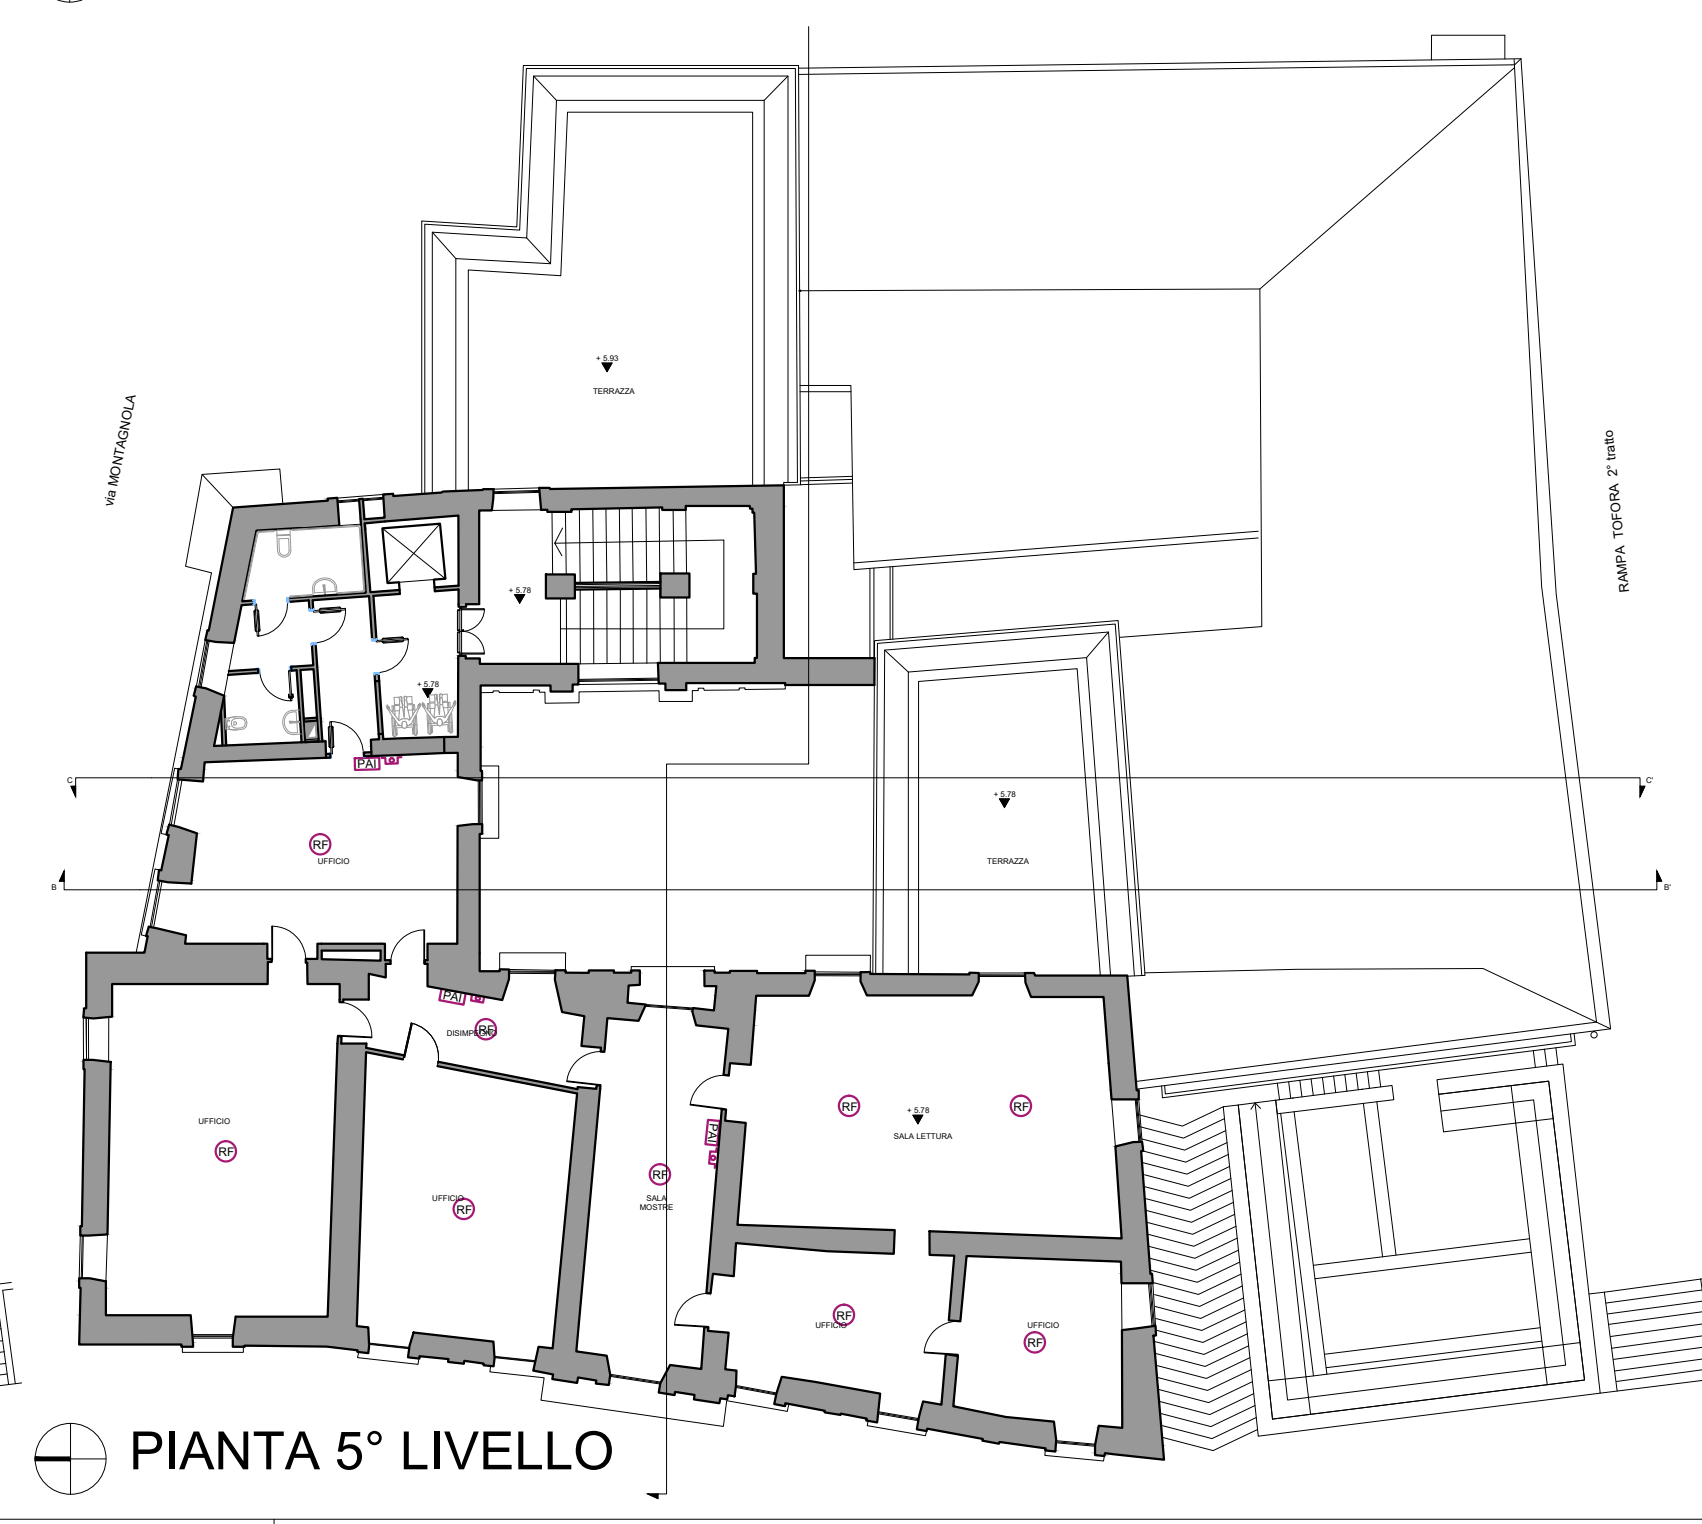 + 5.93
TERRAZZA
via MONTAGNOLA
RAMPA TOFORA 2° tratto
+ 5.78
+ 5.78
PAI
C
C'
RF
UFFICIO
+ 5.78
TERRAZZA
B
B'
PAI
RF
DISIMPEGNO
UFFICIO
RF
RF
RF
+ 5.78
SALA LETTURA
PAI
RF
SALA
MOSTRE
UFFICIO
RF
RF
UFFICIO
UFFICIO
RF
PIANTA 5° LIVELLO